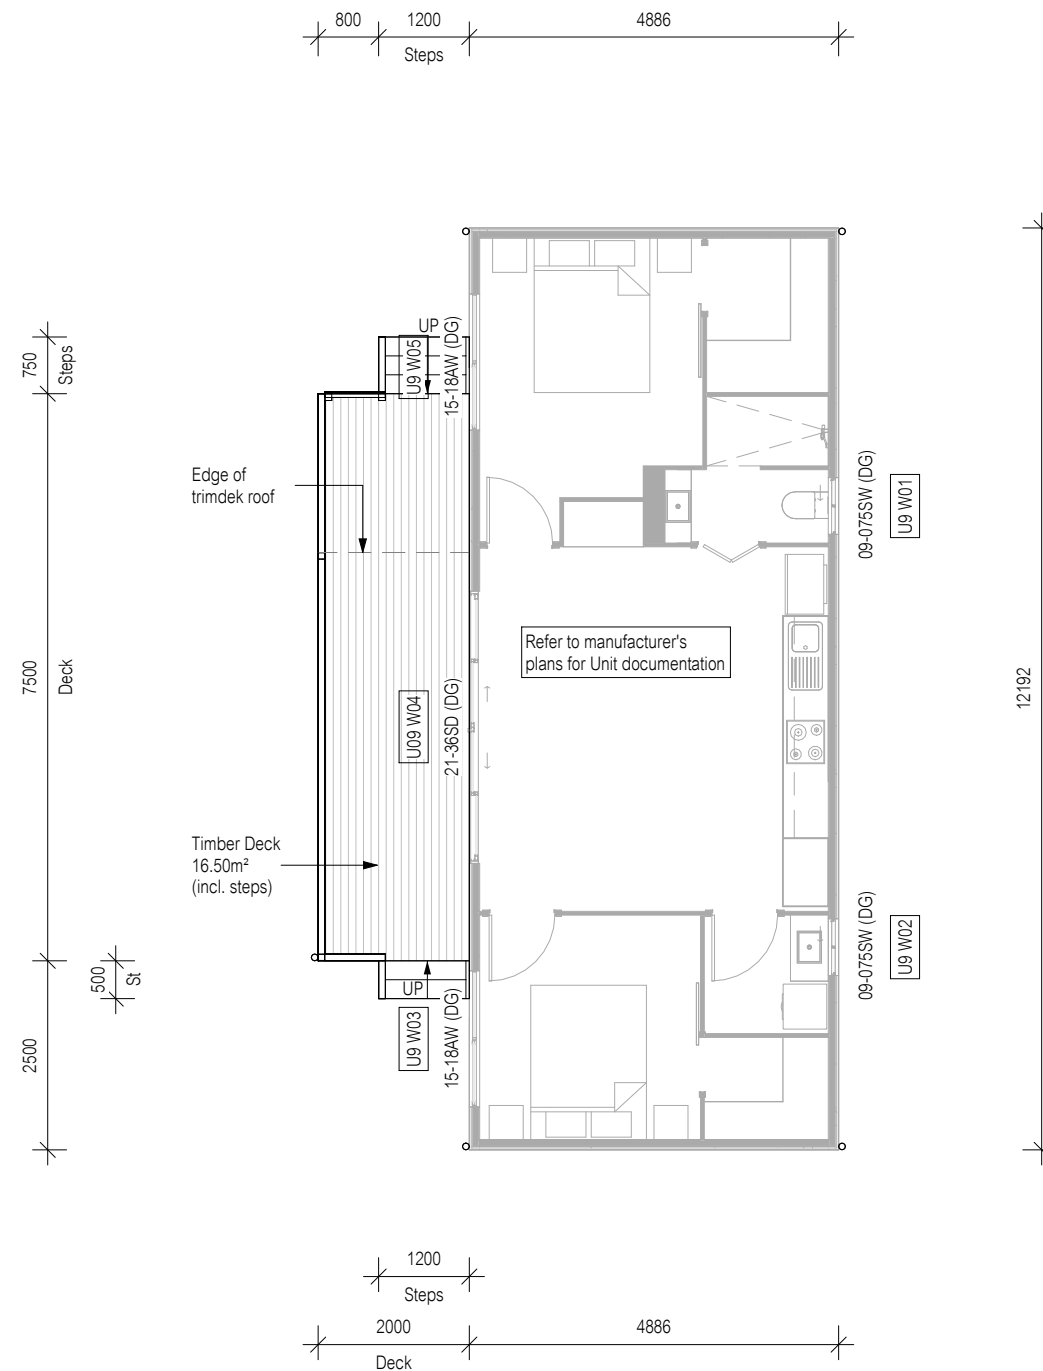 800
1200
4886
Steps
UP
750
Steps
U9 W05
15-18AW (DG)
Edge of
trimdek roof
09-075SW (DG)
U9 W01
Refer to manufacturer's
plans for Unit documentation
7500
Deck
U09 W04
21-36SD (DG)
12192
Timber Deck
16.50m²
(incl. steps)
09-075SW (DG)
U9 W02
500
St
UP
2500
U9 W03
15-18AW (DG)
1200
Steps
2000
4886
Deck